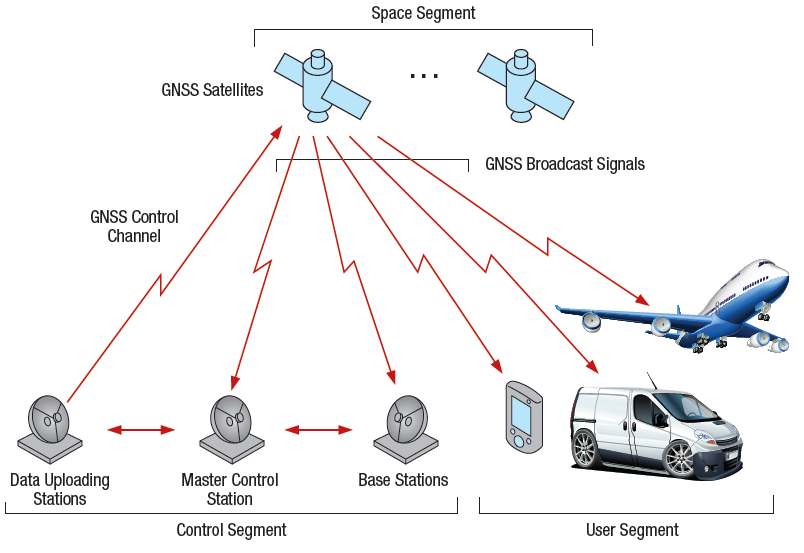 Space Segment
GNSS Satellites
GNSS Broadcast Signals
GNSS Control
Channel
Data Uploading
Stations
Master Control
Station
Base Stations
Control Segment
User Segment